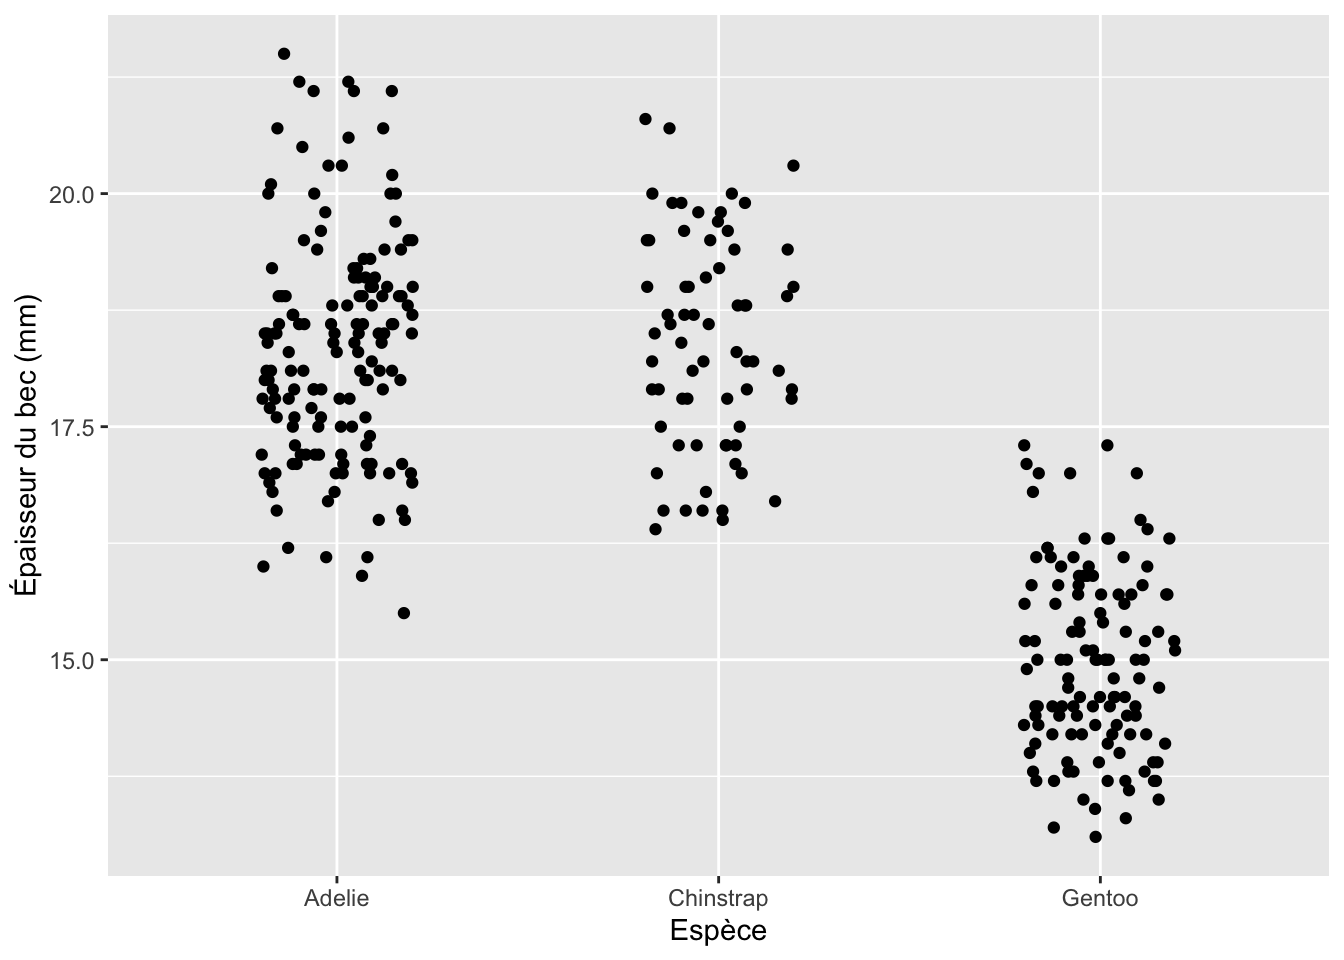 Épaisseur du bec (mm)
20.0
17.5
15.0
Adelie
Chinstrap
Gentoo
Espèce